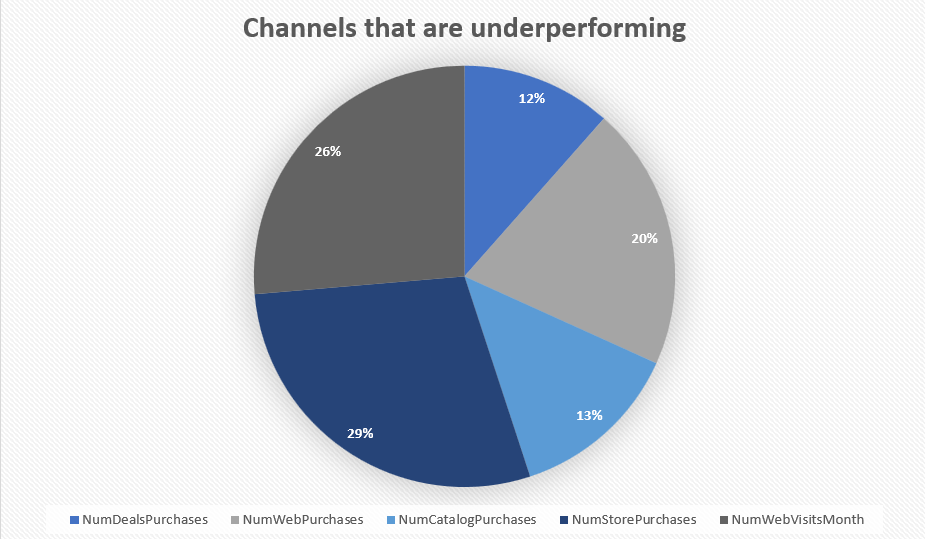 Channels that are underperforming
12%
26%
20%
13%
29%
NumDealsPurchases NumWebPurchases NumCatalogPurchases NumStorePurchases NumWebVisitsMonth